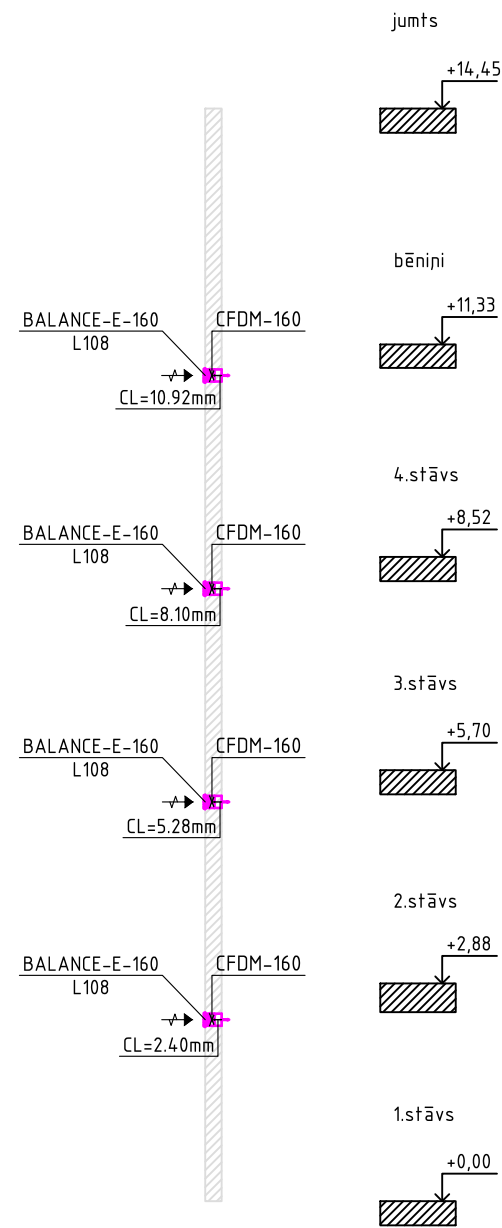 jumts
+14,45
bēniņi
+11,33
BALANCE-E-160
L108
CFDM-160
CL=10.92mm
4.stāvs
+8,52
BALANCE-E-160
L108
CFDM-160
CL=8.10mm
3.stāvs
+5,70
BALANCE-E-160
L108
CFDM-160
CL=5.28mm
2.stāvs
+2,88
BALANCE-E-160
L108
CFDM-160
CL=2.40mm
1.stāvs
+0,00